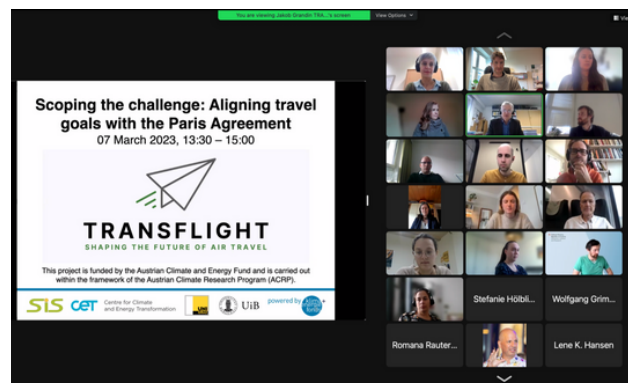 You are viewing Jakob Grandin TRA...'s screen
View Options
Scoping the challenge: Aligning travel
goals with the Paris Agreement
07 March 2023, 13:30 – 15:00
TRANSFLIGHT
SHAPING THE FUTURE OF AIR TRAVEL
This project is funded by the Austrian Climate and Energy Fund and is carried out
within the framework of the Austrian Climate Research Program (ACRP).
SIS
CET
Centre for Climate
and Energy Transformation
UNI
UiB
powered by
Stefanie Hölbli...
Wolfgang Grim...
Romana Rauter...
Lene K. Hansen